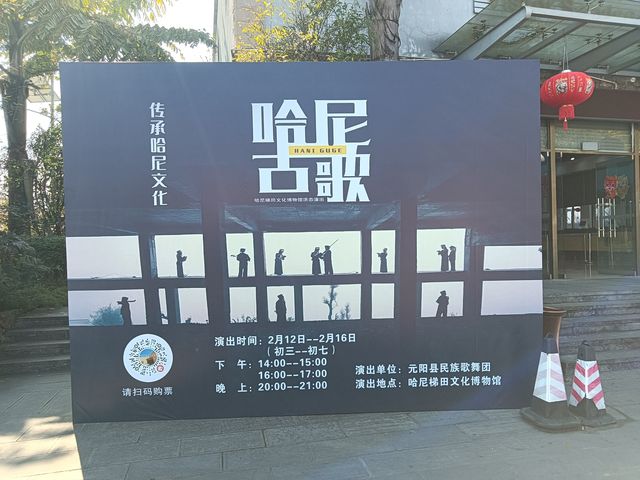 传承哈尼文化
哈尼
HANI GUGE
古歌
哈尼梯田文化博物馆活态演出
演出时间：2月12日--2月16日
（初三--初七）
下 午：14:00--15:00
16:00--17:00
晚 上：20:00--21:00
演出单位：元阳县民族歌舞团
演出地点：哈尼梯田文化博物馆
请扫码购票